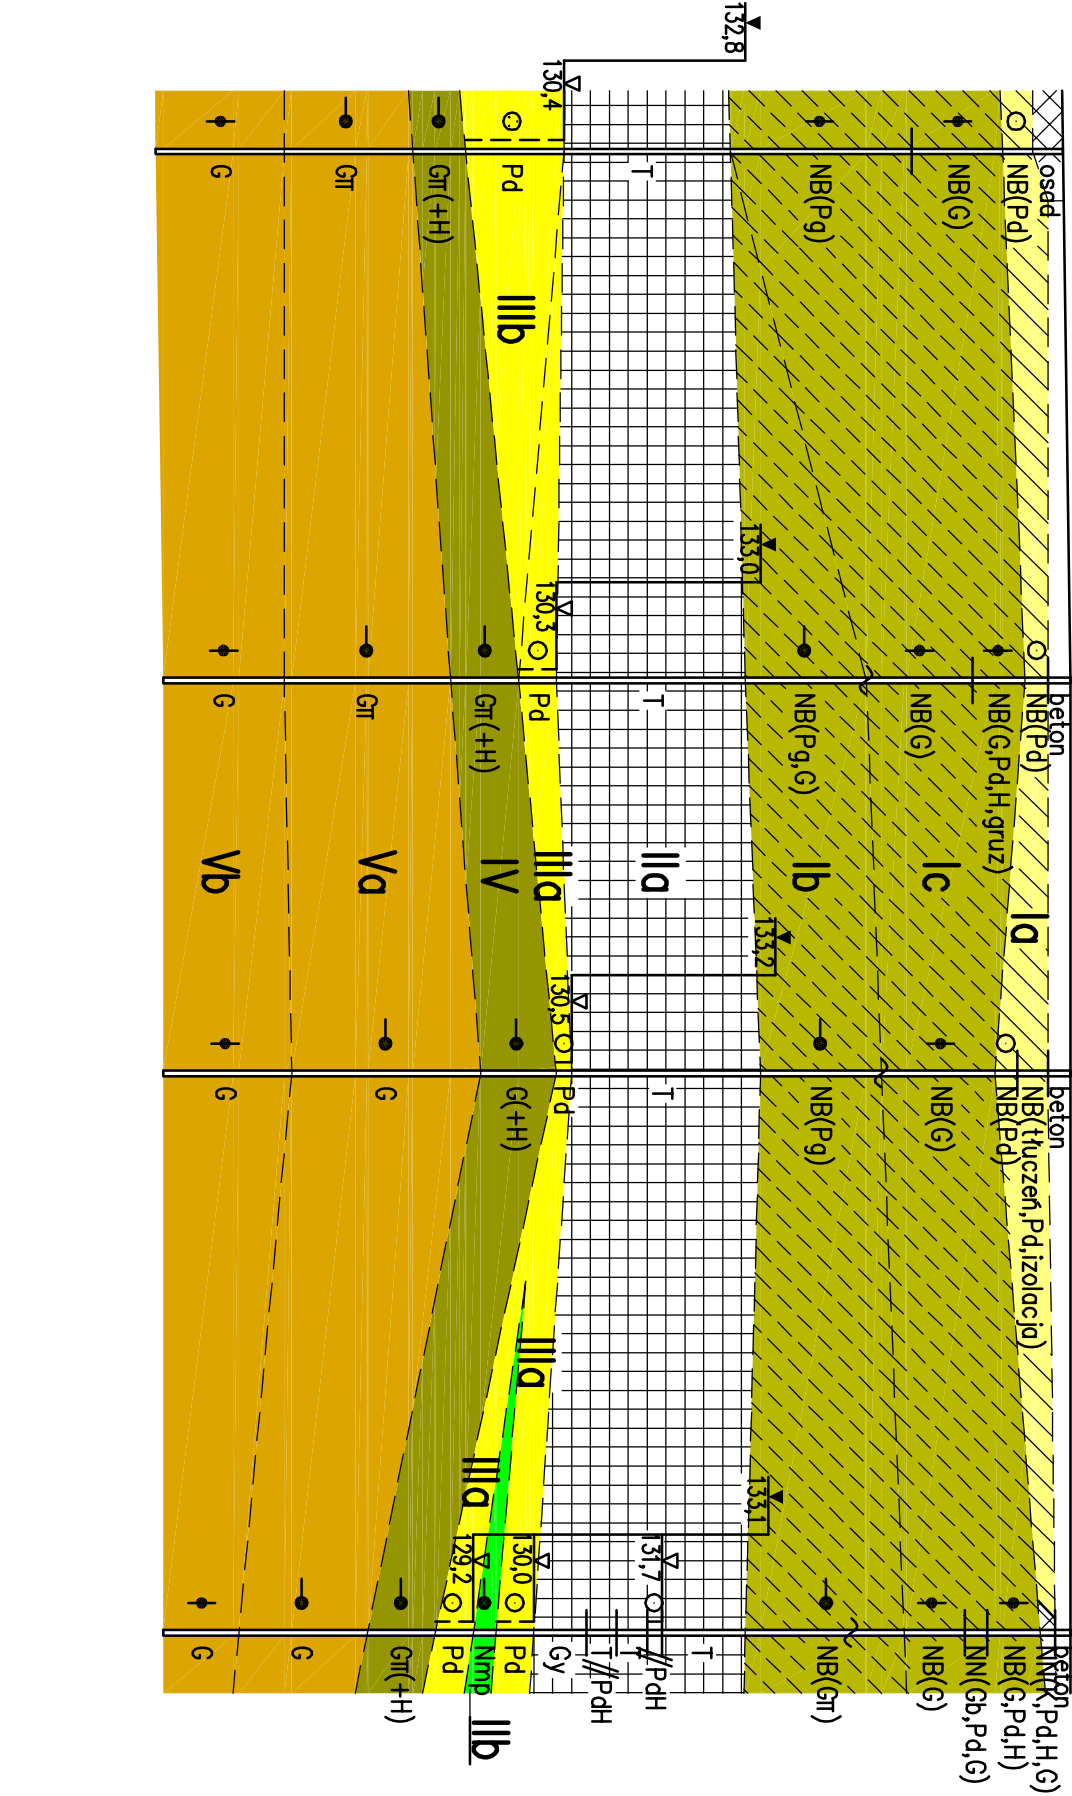 132,8
130,4
osad
NB(Pd)
NB(G)
NB(Pg)
T
Pd
Gπ(+H)
Gπ
G
IIIb
133,0
130,3
beton
NB(Pd)
NB(G,Pd,H,gruz)
NB(G)
NB(Pg,G)
T
Pd
Gπ(+H)
Gπ
G
Ia
Ic
Ib
IIa
IIIa
IV
Va
Vb
133,2
130,5
beton
NB(tłuczeń,Pd,izolacja)
NB(Pd)
NB(G)
NB(Pg)
T
Pd
G(+H)
G
G
IIIa
IIIa
133,1
131,7
130,0
129,2
beton
NB(G,Pd,H)
NN(Gb,Pd,G)
NB(G)
NB(Gπ)
T
T//PdH
Gy
Pd
Nmp
Pd
Gπ(+H)
G
G
IIb